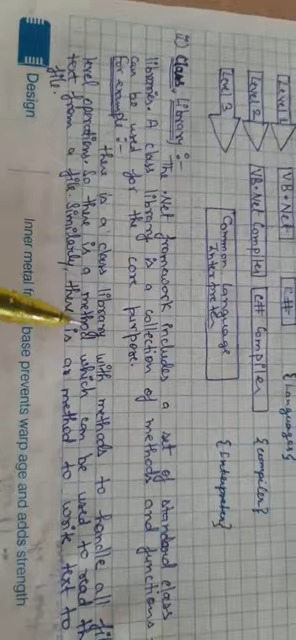 Level 1 VB.Net C# {Languages}
Level 2 VB.Net Compiler C# Compiler {Compiler}
Level 3 Common Language {Interpreter}
ii) Class Library :-
The .Net framework includes a set of standard class
library. A class library is a collection of methods and functions
can be used for the core purpose
For example :-
there is a class library with methods to handle all file
level operations. So there is a method which can be used to read th
text from a file. Similarly, there is a method to write text to
file.
Design
Inner metal base prevents warp age and adds strength